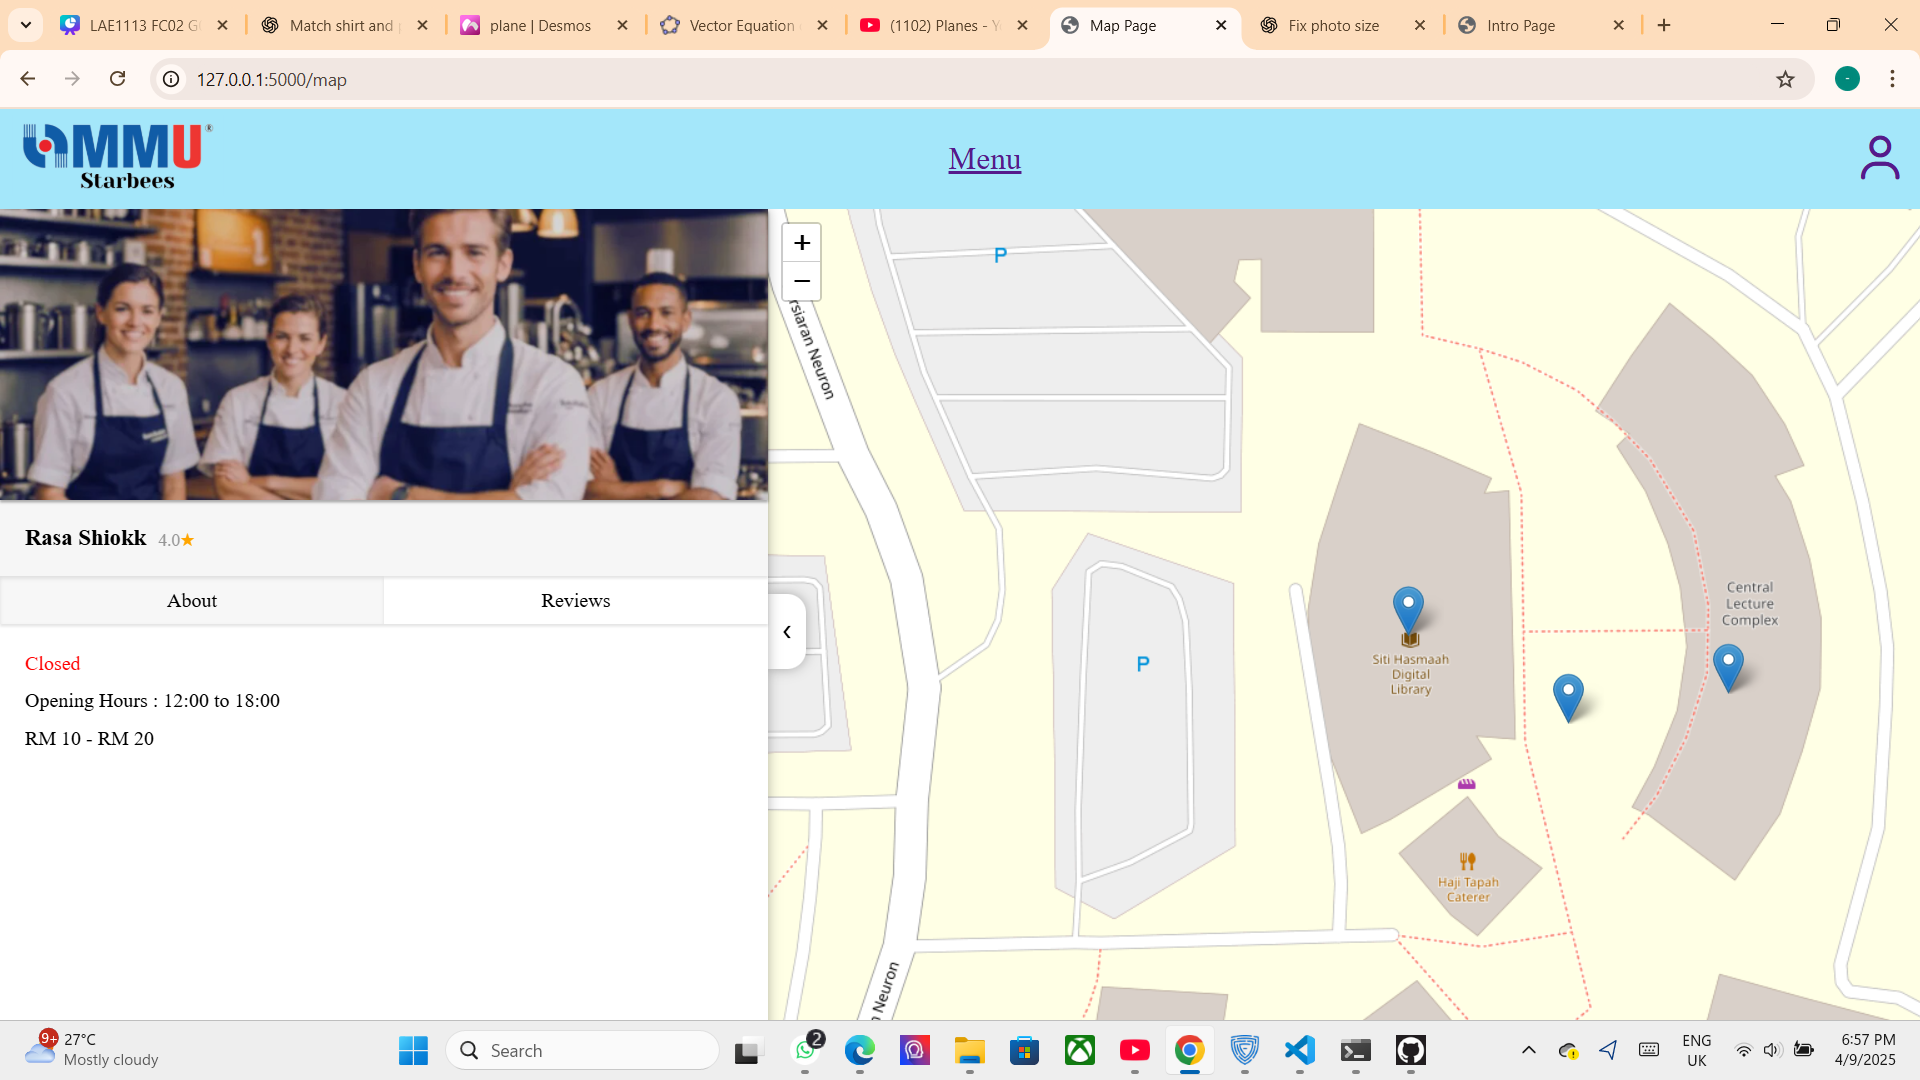 LAE1113 FC02 G
Match shirt and
plane | Desmos
Vector Equation
(1102) Planes - Y
Map Page
Fix photo size
Intro Page
127.0.0.1:5000/map
MMU
Starbees
Menu
Rasa Shiokk 4.0★
About
Reviews
Closed
Opening Hours : 12:00 to 18:00
RM 10 - RM 20
+
−
rsiaran Neuron
P
P
Siti Hasmaah
Digital
Library
Central
Lecture
Complex
Haji Tapah
Caterer
n Neuron
9+
27°C
Mostly cloudy
Search
2
ENG
UK
6:57 PM
4/9/2025